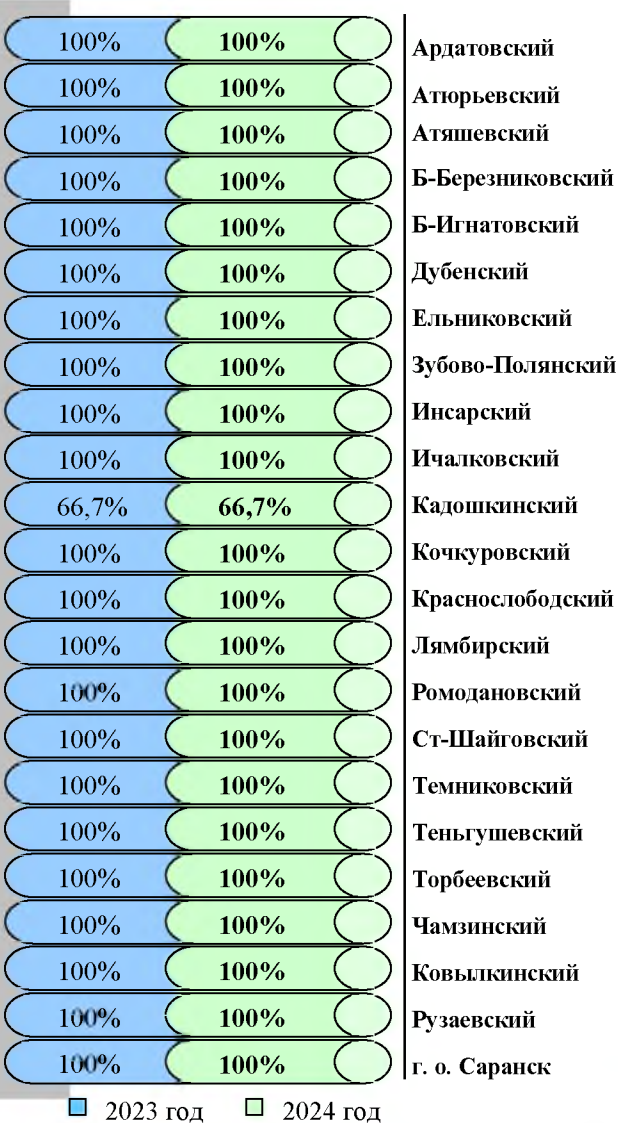 100% 100% Ардатовский
100% 100% Атюрьевский
100% 100% Атяшевский
100% 100% Б-Березниковский
100% 100% Б-Игнатовский
100% 100% Дубенский
100% 100% Ельниковский
100% 100% Зубово-Полянский
100% 100% Инсарский
100% 100% Ичалковский
66,7% 66,7% Кадошкинский
100% 100% Кочкуровский
100% 100% Краснослободский
100% 100% Лямбирский
100% 100% Ромодановский
100% 100% Ст-Шайговский
100% 100% Темниковский
100% 100% Теньгушевский
100% 100% Торбеевский
100% 100% Чамзинский
100% 100% Ковылкинский
100% 100% Рузаевский
100% 100% г. о. Саранск
2023 год 2024 год